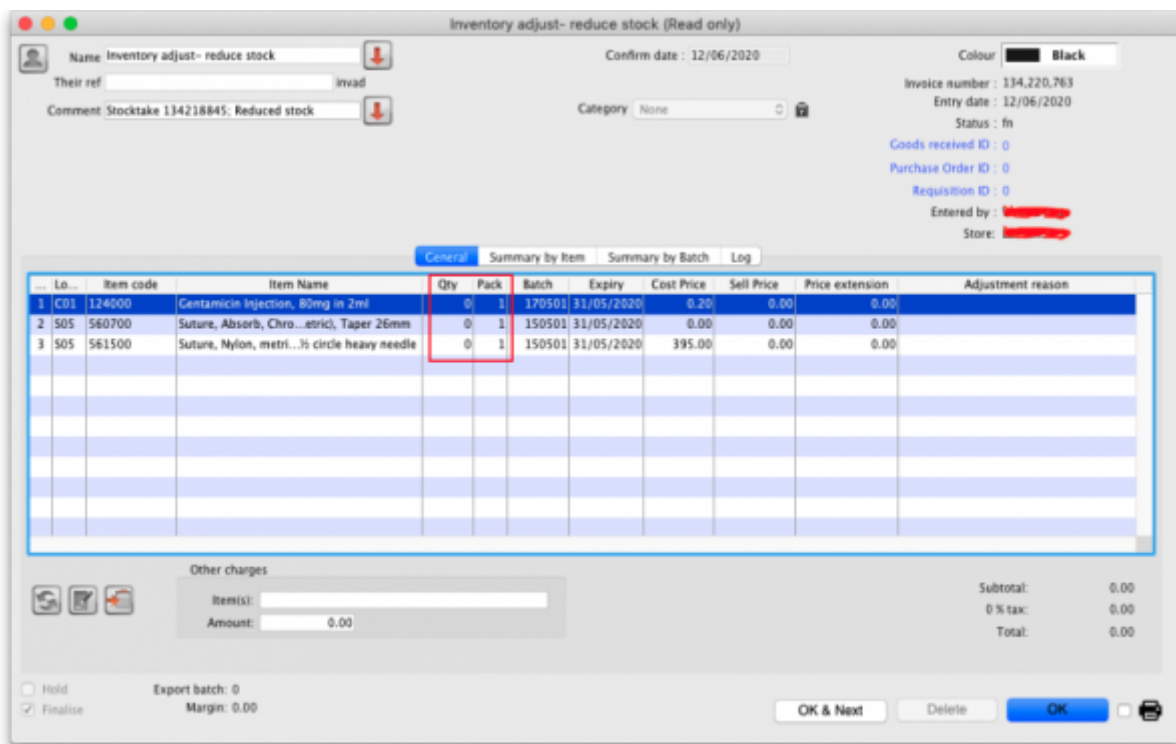 Inventory adjust- reduce stock (Read only)
Name Inventory adjust- reduce stock
Confirm date : 12/06/2020
Colour Black
Their ref invad
Invoice number : 134,220,763
Comment Stocktake 134218845; Reduced stock
Category None
Entry date : 12/06/2020
Status : fn
Goods received ID : 0
Purchase Order ID : 0
Requisition ID : 0
Entered by :
Store:
General Summary by Item Summary by Batch Log
... Lo... Item code Item Name Qty Pack Batch Expiry Cost Price Sell Price Price extension Adjustment reason
1 C01 124000 Gentamicin Injection, 80mg in 2ml 0 1 170501 31/05/2020 0.20 0.00 0.00
2 S05 560700 Suture, Absorb, Chro...etric), Taper 26mm 0 1 150501 31/05/2020 0.00 0.00 0.00
3 S05 561500 Suture, Nylon, metri...½ circle heavy needle 0 1 150501 31/05/2020 395.00 0.00 0.00
Other charges
Item(s):
Amount: 0.00
Subtotal: 0.00
0 % tax: 0.00
Total: 0.00
Hold
Export batch: 0
Finalise
Margin: 0.00
OK & Next Delete OK